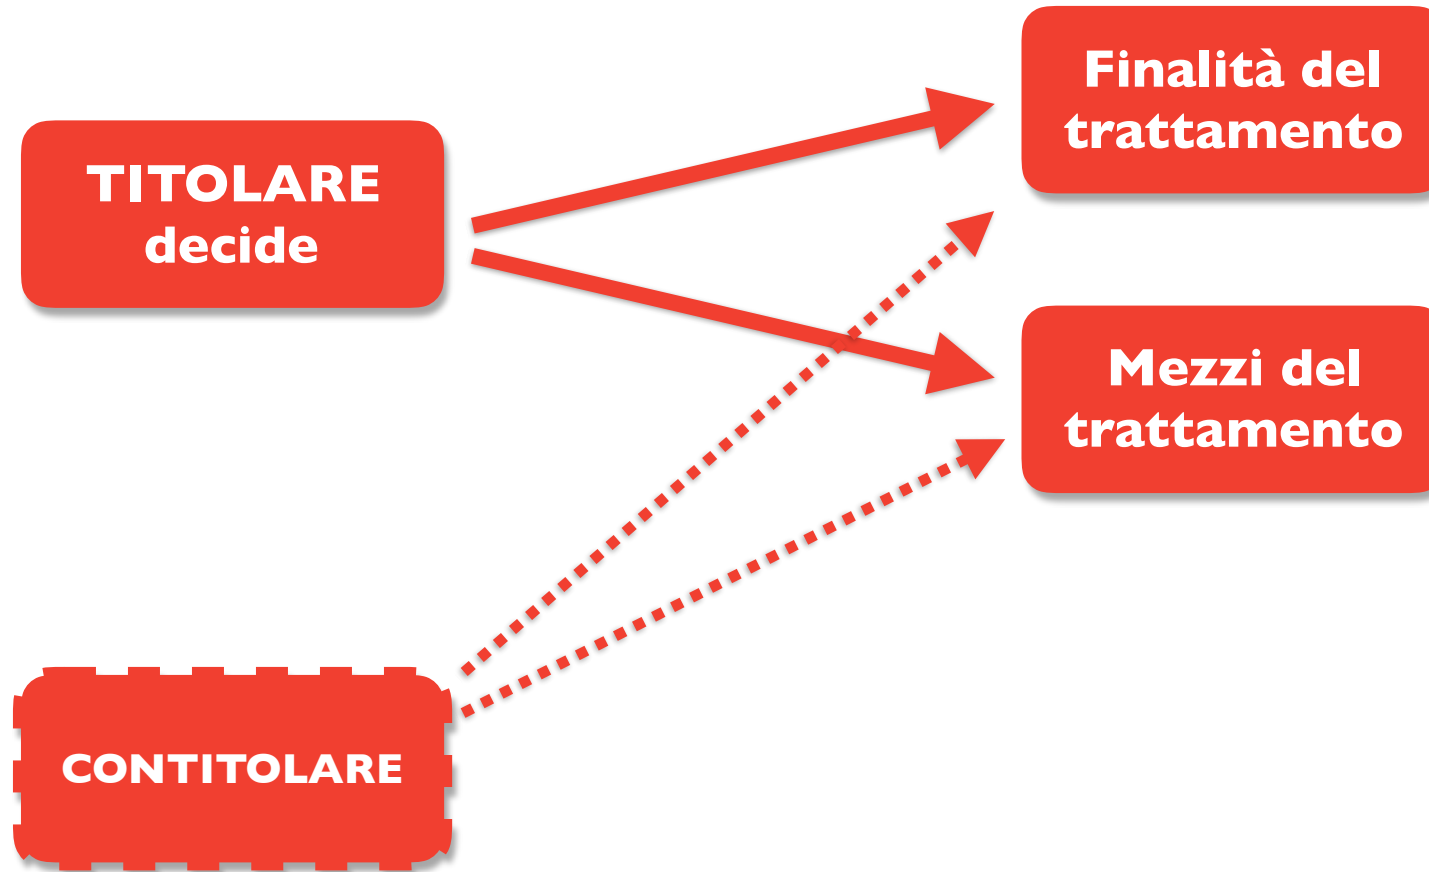 TITOLARE
decide
Finalità del
trattamento
Mezzi del
trattamento
CONTITOLARE